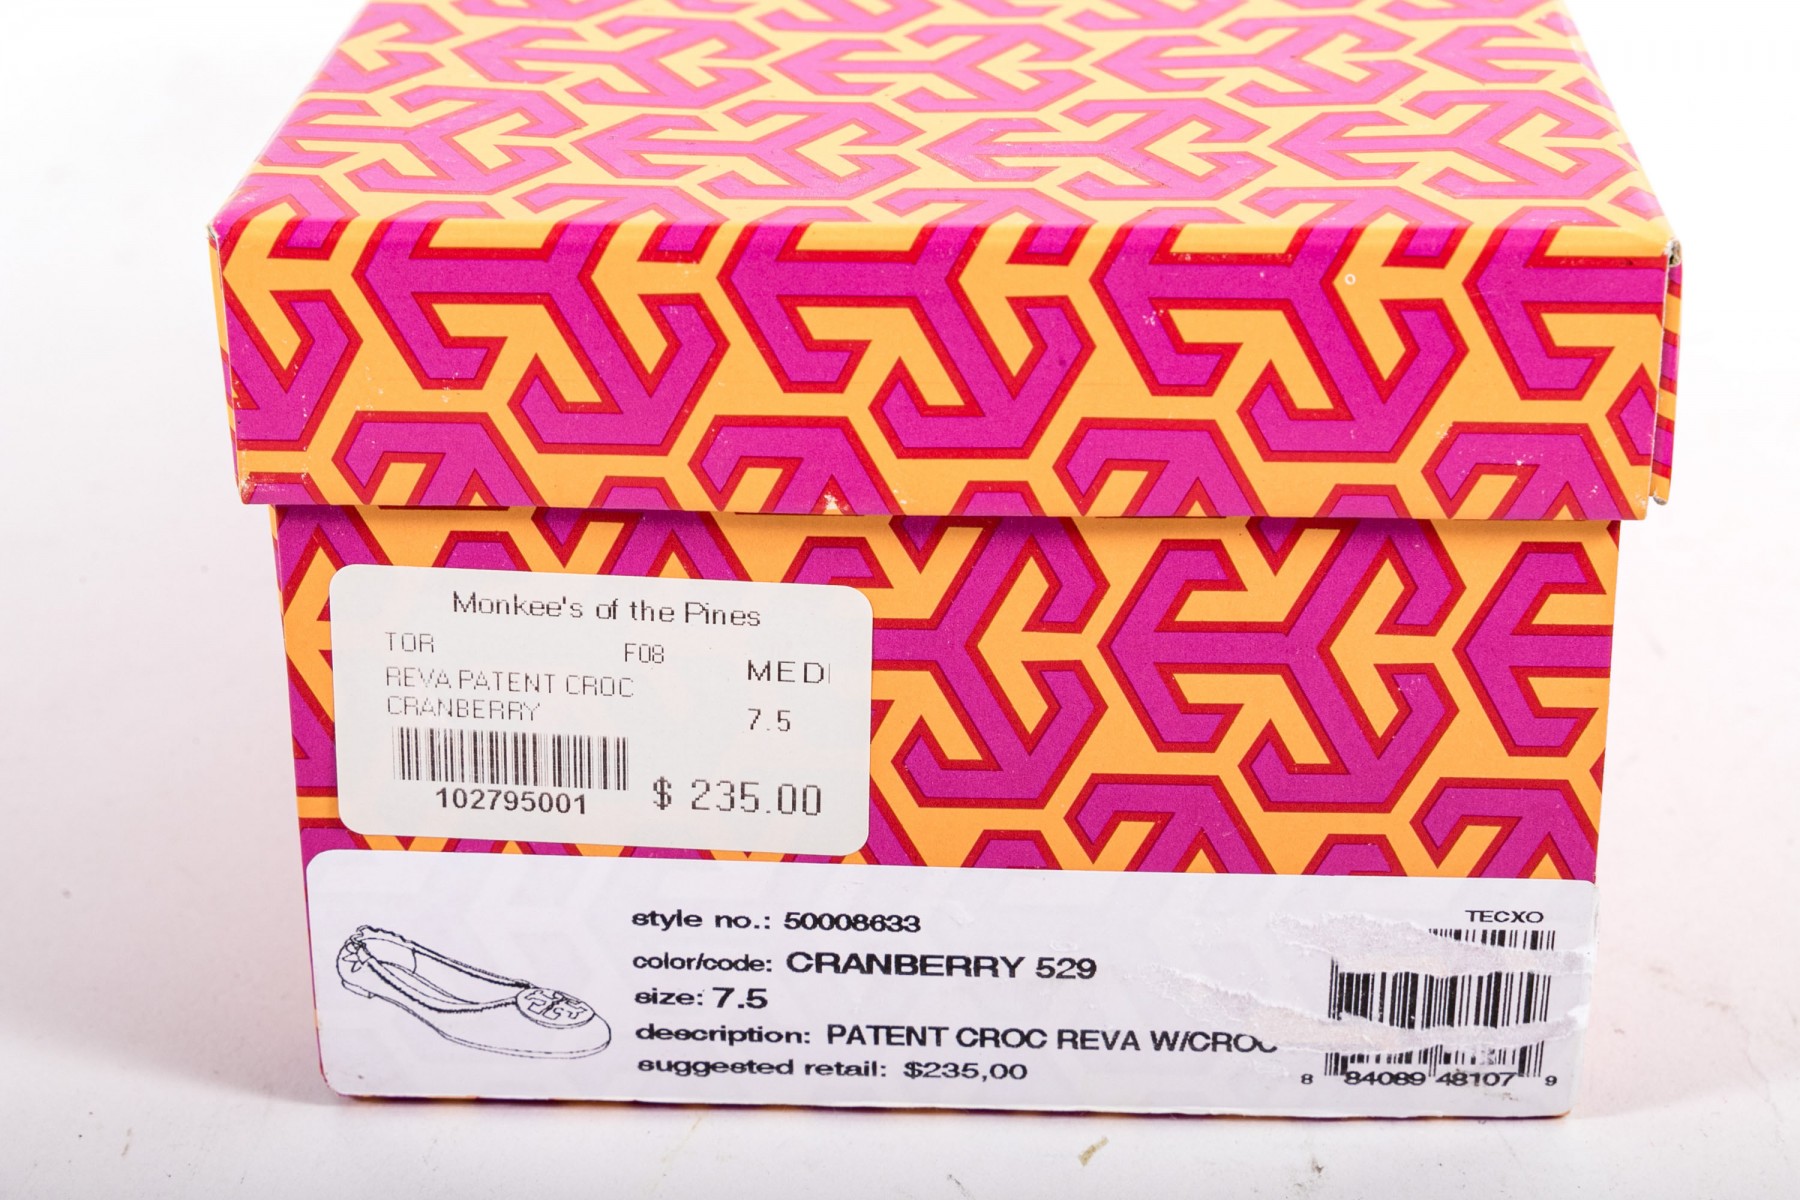 Monkee's of the Pines
TOR F08 MED
REVA PATENT CROC
CRANBERRY 7.5
102795001 $ 235.00
style no.: 50008633
color/code: CRANBERRY 529
size: 7.5
description: PATENT CROC REVA W/CROC
suggested retail: $235,00
TECXO
8 84089 48107 9